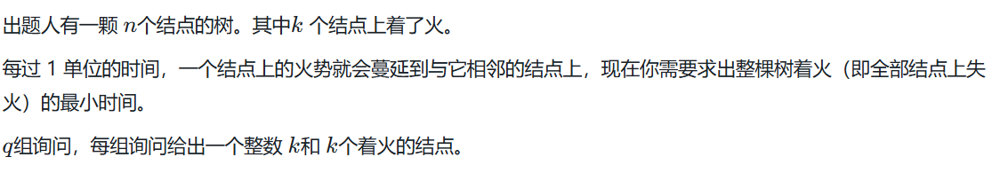 出题人有一颗 n个结点的树。其中k 个结点上着了火。
每过 1 单位的时间，一个结点上的火势就会蔓延到与它相邻的结点上，现在你需要求出整棵树着火（即全部结点上失
火）的最小时间。
q组询问，每组询问给出一个整数 k和 k个着火的结点。